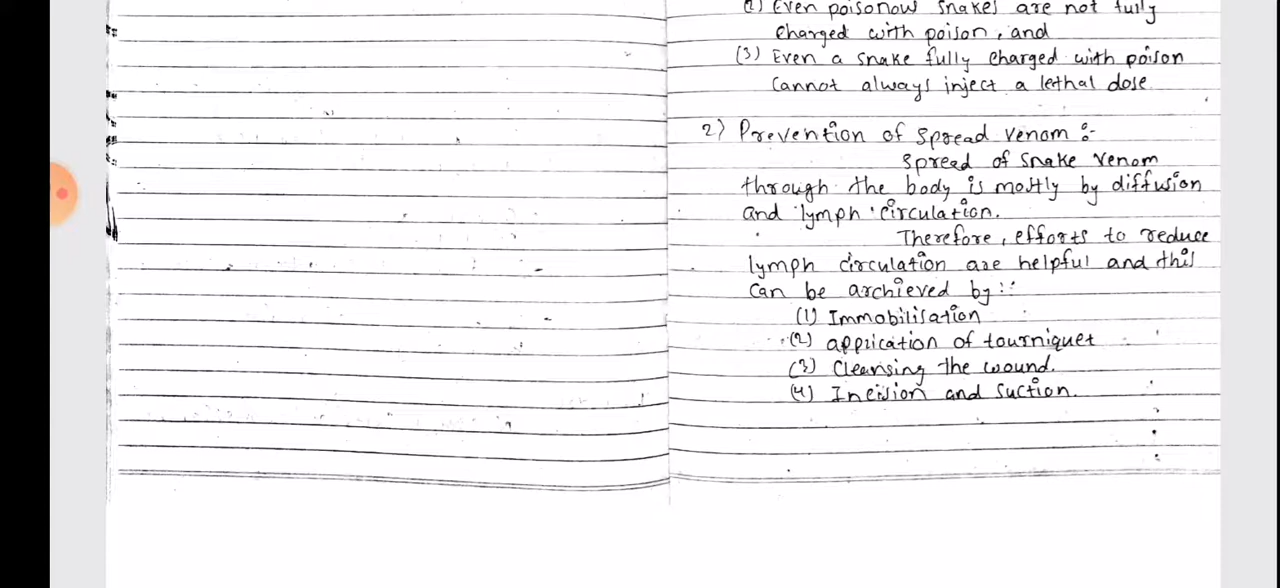 (2) Even poisonow snakes are not fully
charged with poison, and
(3) Even a snake fully charged with poison
cannot always inject a lethal dose
2) Prevention of spread venom :-
spread of snake venom
through the body is mostly by diffusion
and lymph circulation.
Therefore, efforts to reduce
lymph circulation are helpful and this
can be archieved by :-
(1) Immobilisation
(2) application of tourniquet
(3) cleansing the wound.
(4) Incision and suction.